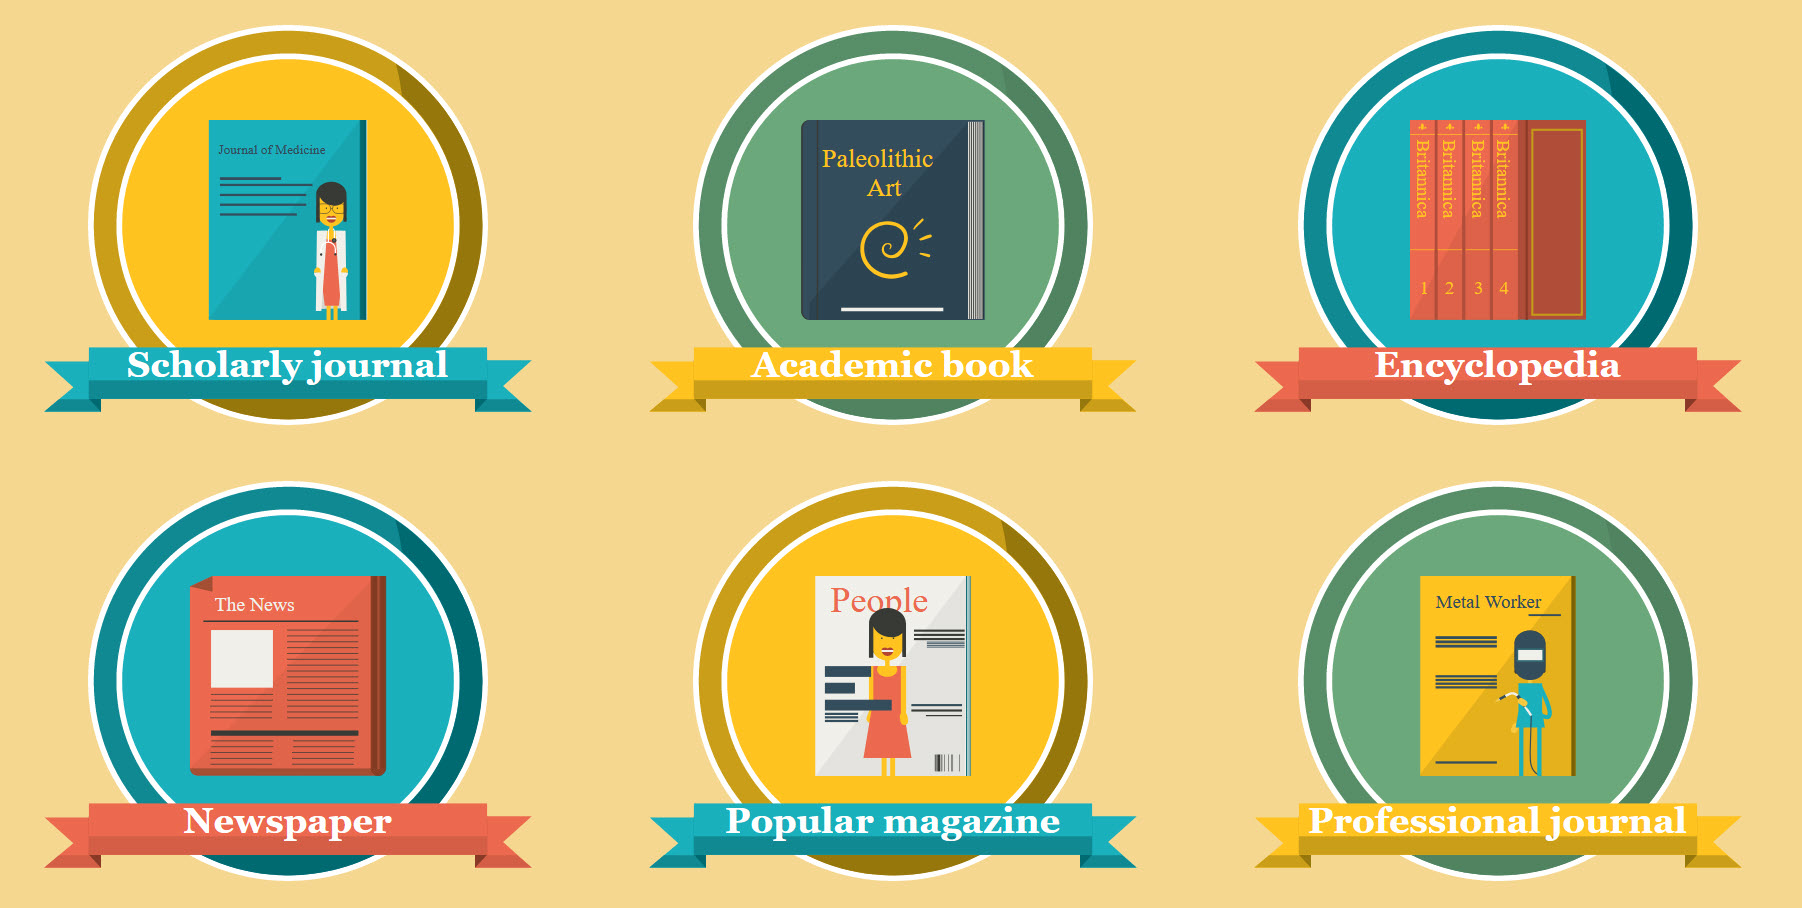 Journal of Medicine
Scholarly journal
Paleolithic
Art
Academic book
Britannica
Britannica
Britannica
Britannica
1 2 3 4
Encyclopedia
The News
Newspaper
People
Popular magazine
Metal Worker
Professional journal